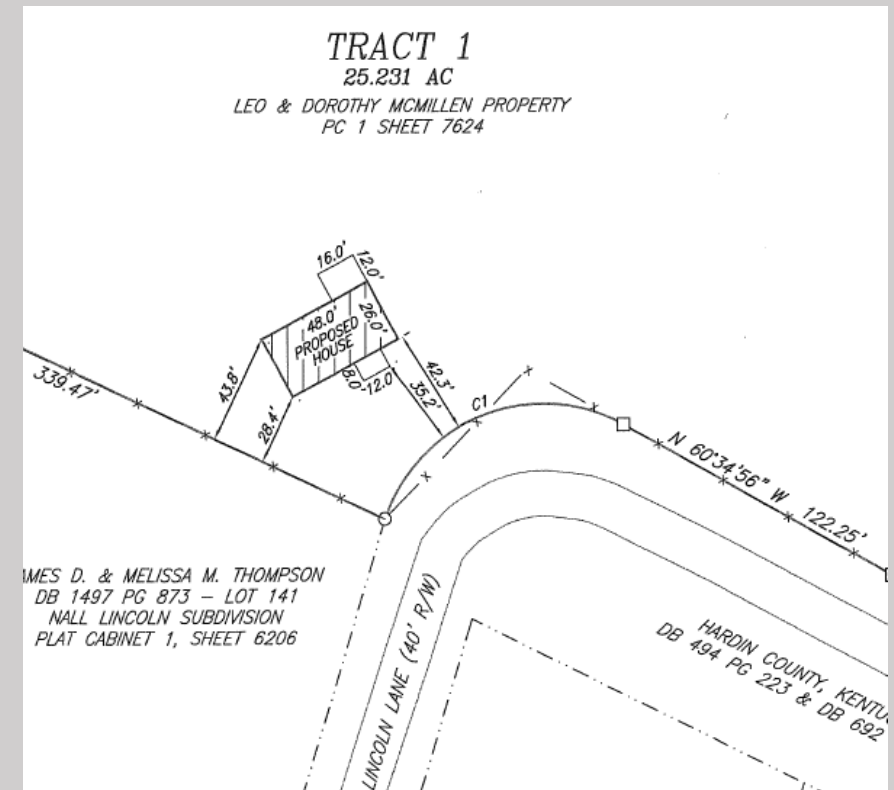 TRACT 1
25.231 AC
LEO & DOROTHY MCMILLEN PROPERTY
PC 1 SHEET 7624
16.0'
12.0'
48.0'
26.0'
PROPOSED
HOUSE
8.0'
12.0'
43.8'
28.4'
42.3'
35.2'
C1
339.47'
N 60°34'56" W 122.25'
MES D. & MELISSA M. THOMPSON
DB 1497 PG 873 – LOT 141
NALL LINCOLN SUBDIVISION
PLAT CABINET 1, SHEET 6206
LINCOLN LANE (40' R/W)
HARDIN COUNTY, KENTU
DB 494 PG 223 & DB 692